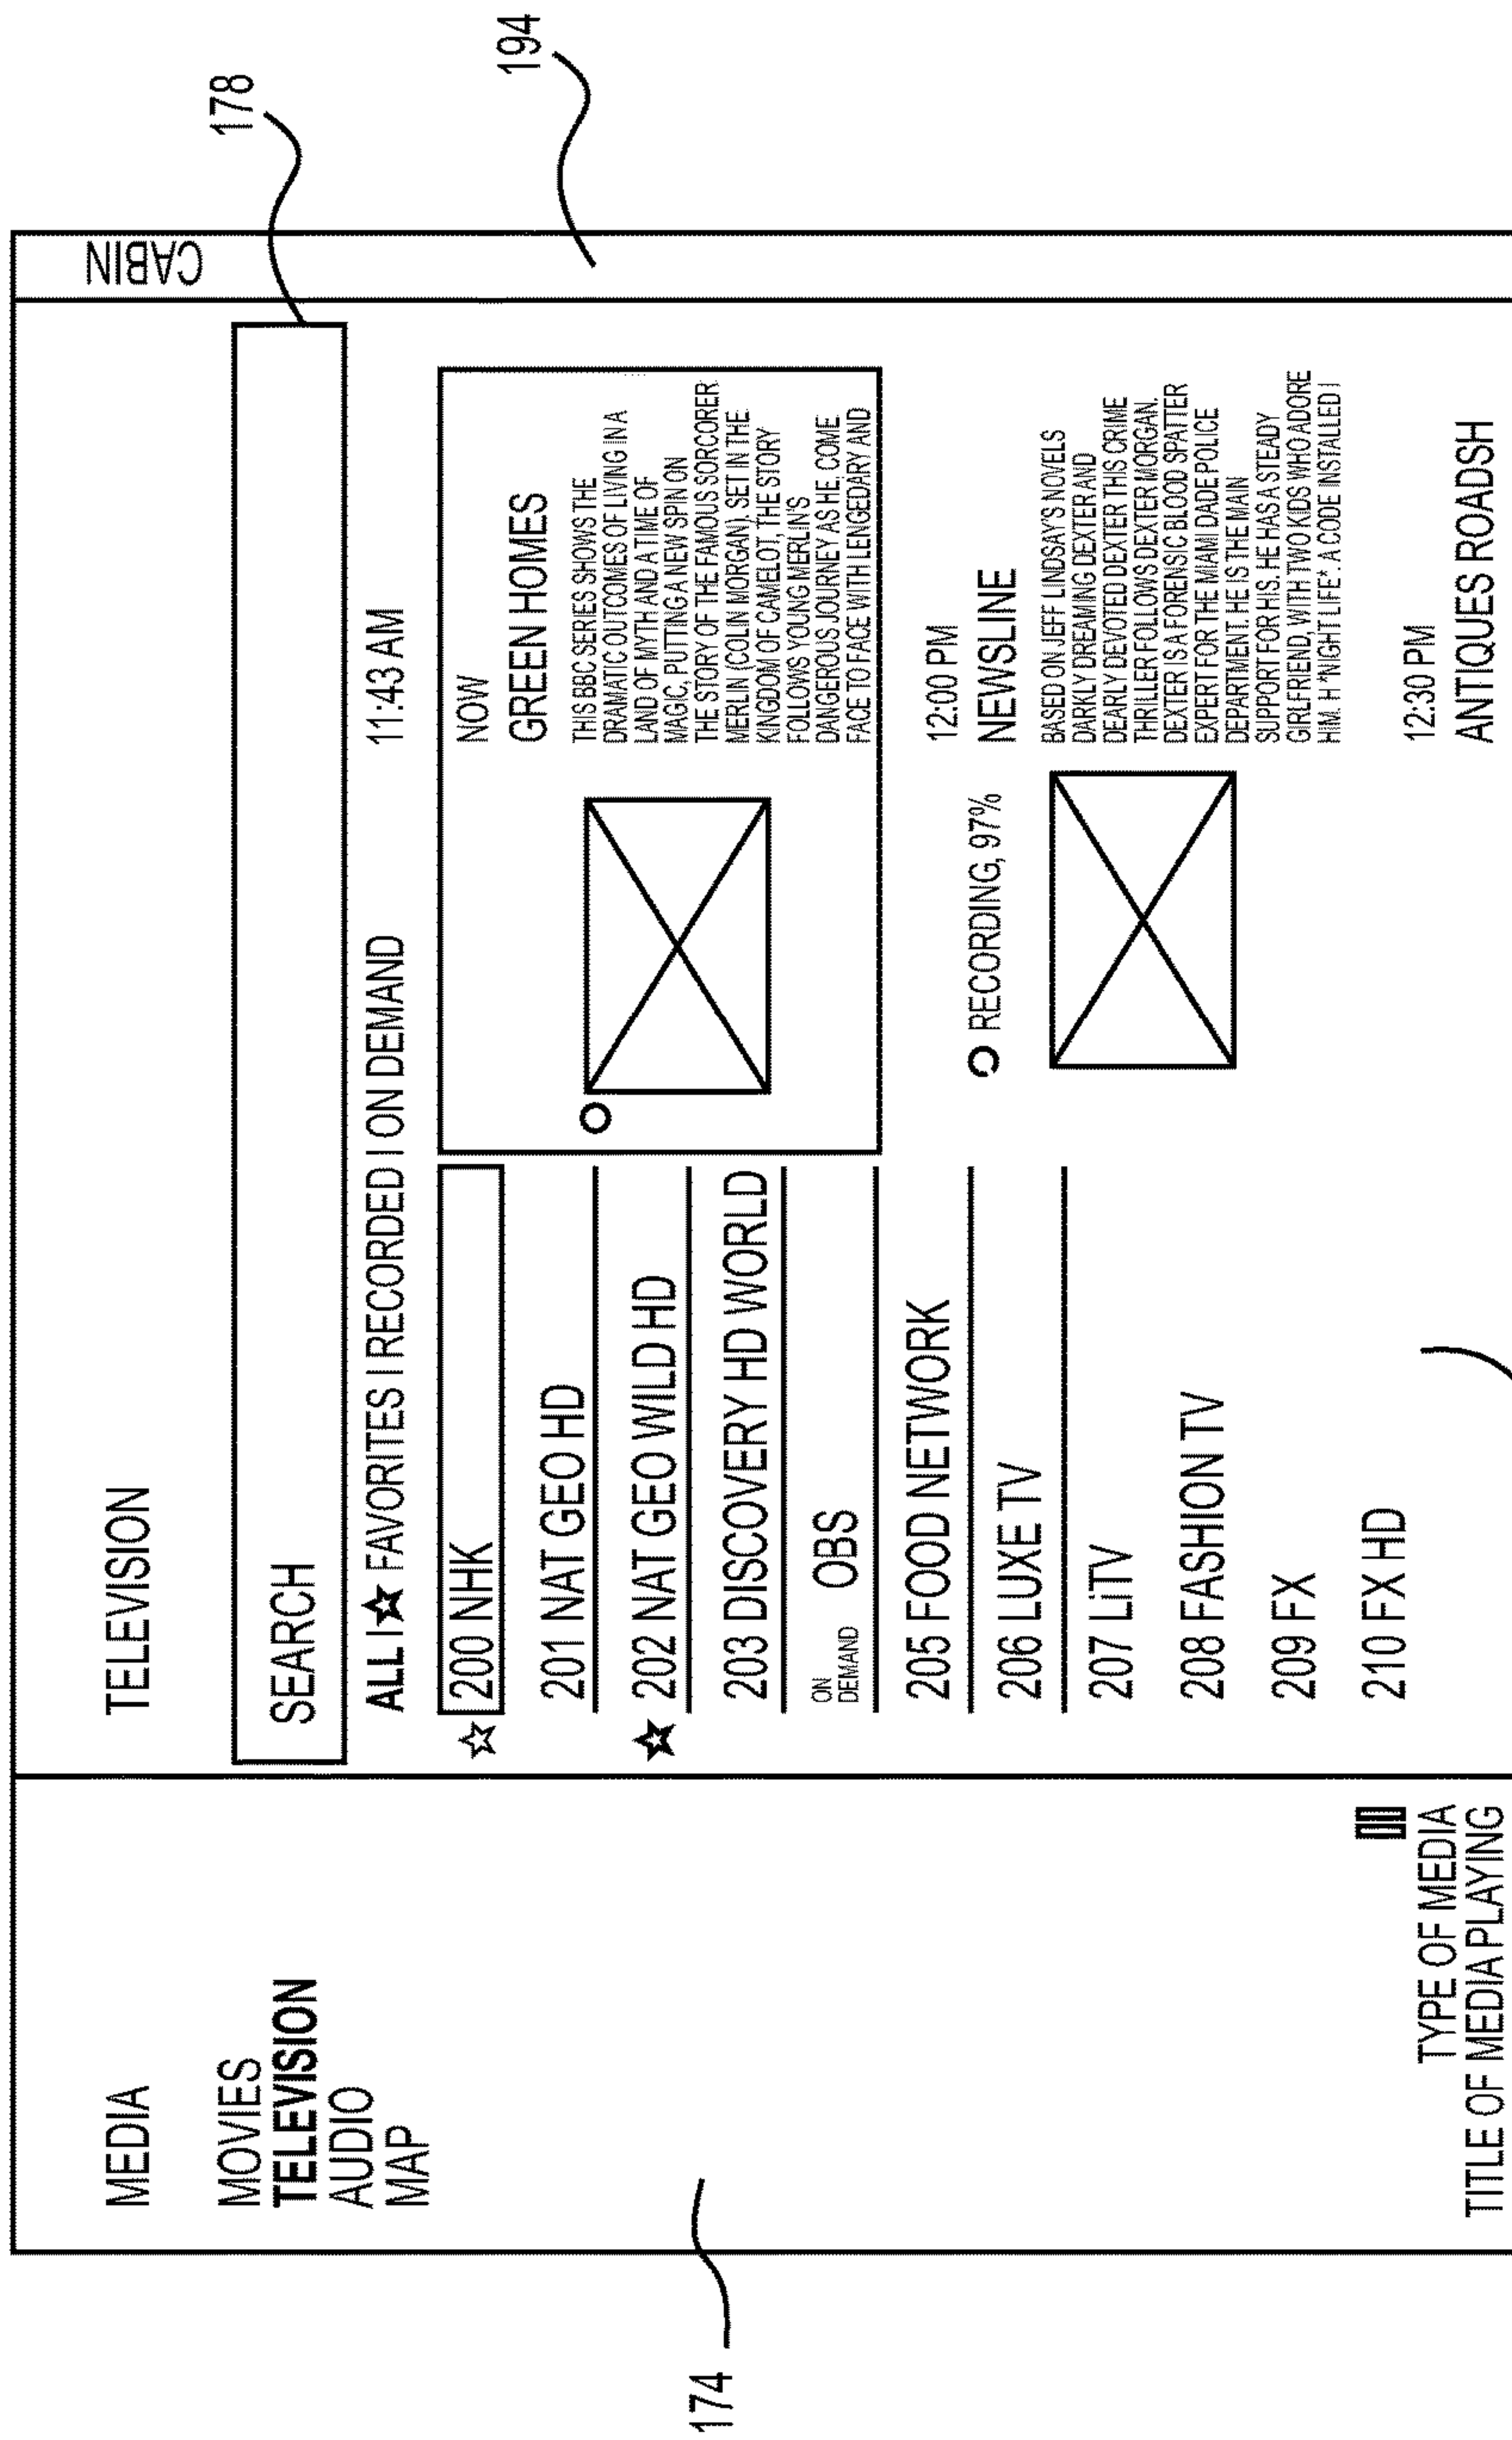 178
194
174
CABIN
MEDIA
MOVIES
TELEVISION
AUDIO
MAP
TYPE OF MEDIA
TITLE OF MEDIA PLAYING
TELEVISION
SEARCH
ALL I ☆ FAVORITES I RECORDED I ON DEMAND
11:43 AM
200 NHK
201 NAT GEO HD
202 NAT GEO WILD HD
203 DISCOVERY HD WORLD
ON
DEMAND
OBS
205 FOOD NETWORK
206 LUXE TV
207 LiTV
208 FASHION TV
209 FX
210 FX HD
NOW
GREEN HOMES
THIS BBC SERIES SHOWS THE
DRAMATIC OUTCOMES OF LIVING IN A
LAND OF MYTH AND A TIME OF
MAGIC, PUTTING A NEW SPIN ON
THE STORY OF THE FAMOUS SORCORER
MERLIN (COLIN MORGAN). SET IN THE
KINGDOM OF CAMELOT, THE STORY
FOLLOWS YOUNG MERLIN'S
DANGEROUS JOURNEY AS HE, COME
FACE TO FACE WITH LENGEDARY AND
12:00 PM
NEWSLINE
RECORDING, 97%
BASED ON JEFF LINDSAY'S NOVELS
DARKLY DREAMING DEXTER AND
DEARLY DEVOTED DEXTER THIS CRIME
THRILLER FOLLOWS DEXTER MORGAN.
DEXTER IS A FORENSIC BLOOD SPATTER
EXPERT FOR THE MIAMI DADE POLICE
DEPARTMENT. HE IS THE MAIN
SUPPORT FOR HIS. HE HAS A STEADY
GIRLFRIEND, WITH TWO KIDS WHO ADORE
HIM. H "NIGHT LIFE* A CODE INSTALLED I
12:30 PM
ANTIQUES ROADSH